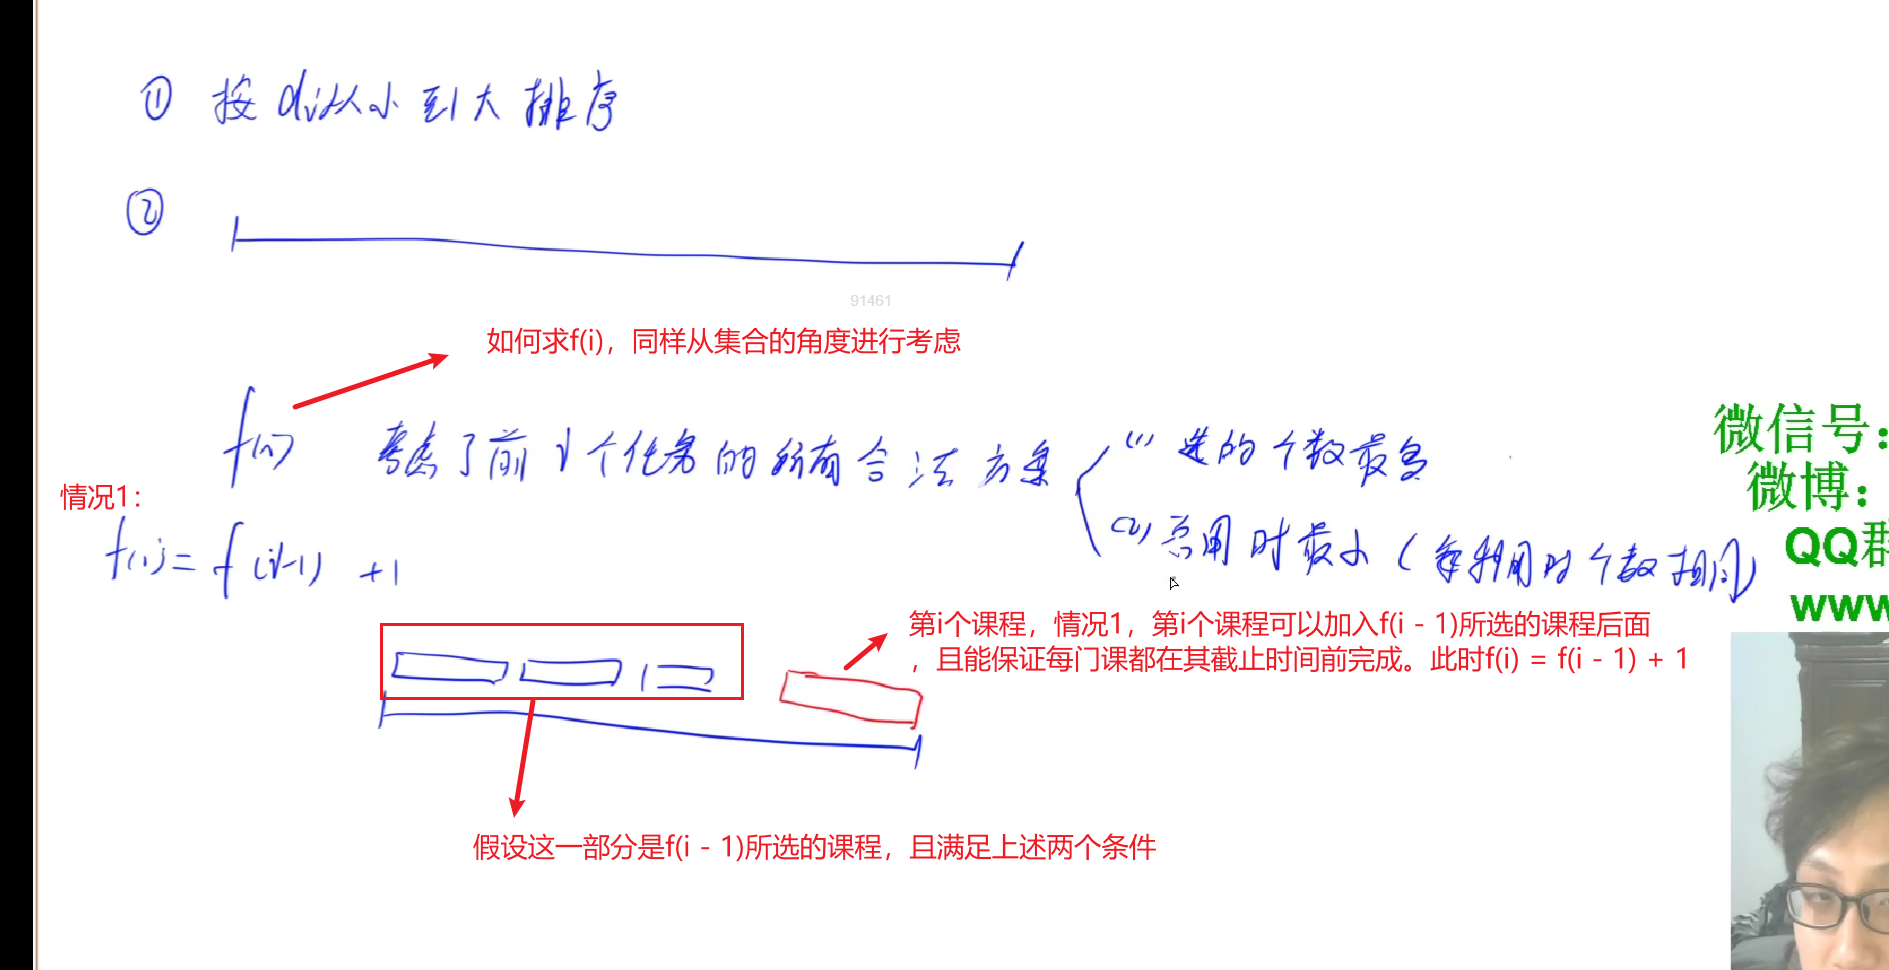 ① 按di从小到大排序
②
91461
如何求f(i)，同样从集合的角度进行考虑
f(i) 考虑了前i个任务的所有合法方案
(1) 选的个数最多
(2) 总用时最小（在选用的个数相同）
情况1：
f(i) = f(i-1) +1
第i个课程，情况1，第i个课程可以加入f(i - 1)所选的课程后面
，且能保证每门课都在其截止时间前完成。此时f(i) = f(i - 1) + 1
假设这一部分是f(i - 1)所选的课程，且满足上述两个条件
微信号：
微博：
QQ群
www